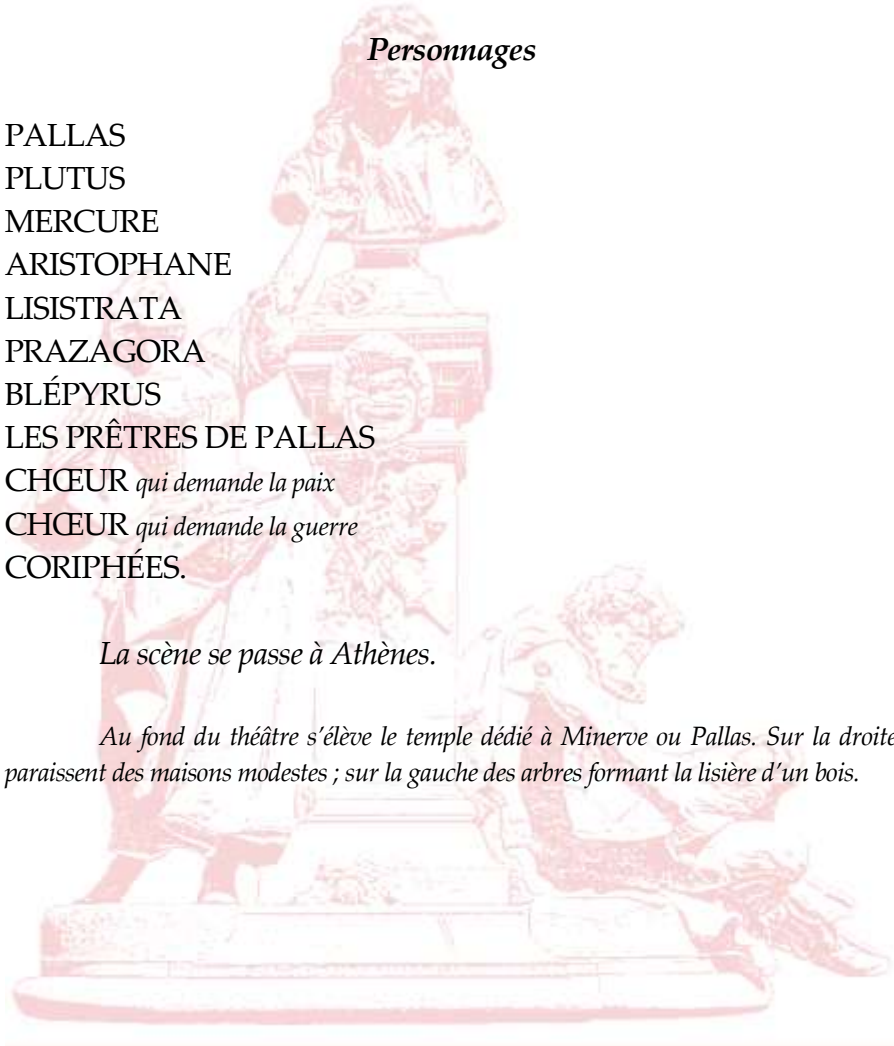 Personnages
PALLAS
PLUTUS
MERCURE
ARISTOPHANE
LISISTRATA
PRAZAGORA
BLÉPYRUS
LES PRÊTRES DE PALLAS
CHŒUR qui demande la paix
CHŒUR qui demande la guerre
CORIPHÉES.
La scène se passe à Athènes.
Au fond du théâtre s’élève le temple dédié à Minerve ou Pallas. Sur la droite
paraissent des maisons modestes ; sur la gauche des arbres formant la lisière d’un bois.